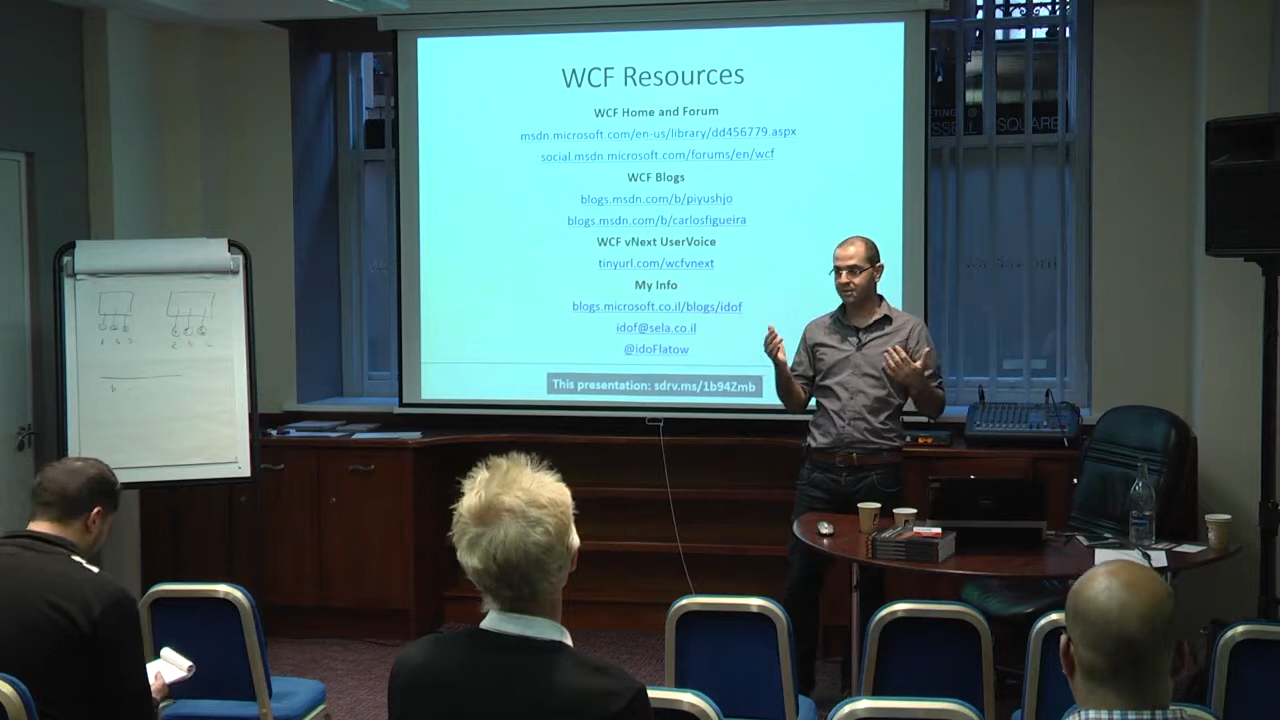 WCF Resources
WCF Home and Forum
msdn.microsoft.com/en-us/library/dd456779.aspx
social.msdn.microsoft.com/forums/en/wcf
WCF Blogs
blogs.msdn.com/b/piyushjo
blogs.msdn.com/b/carlosfigueira
WCF vNext UserVoice
tinyurl.com/wcfvnext
My Info
blogs.microsoft.co.il/blogs/idof
idof@sela.co.il
@idoFlatow
This presentation: sdrv.ms/1b94Zmb
SQUARE